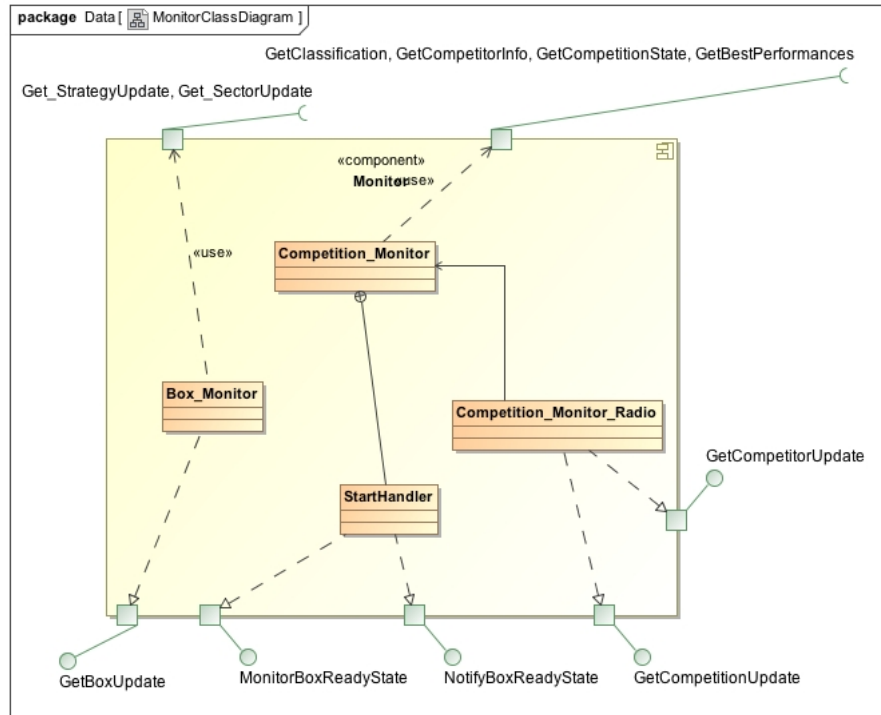 package Data [ MonitorClassDiagram ]
GetClassification, GetCompetitorInfo, GetCompetitionState, GetBestPerformances
Get_StrategyUpdate, Get_SectorUpdate
«component»
Monitor
«use»
Competition_Monitor
«use»
Box_Monitor
Competition_Monitor_Radio
GetCompetitorUpdate
StartHandler
GetBoxUpdate
MonitorBoxReadyState
NotifyBoxReadyState
GetCompetitionUpdate